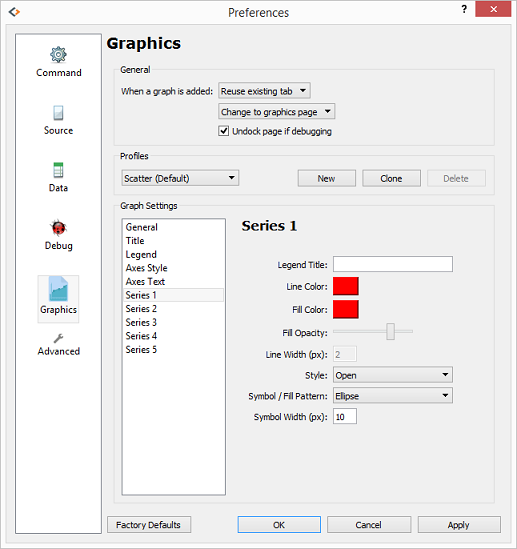 Preferences
?
Command
Source
Data
Debug
Graphics
Advanced
Graphics
General
When a graph is added: Reuse existing tab
Change to graphics page
Undock page if debugging
Profiles
Scatter (Default) New Clone Delete
Graph Settings
General
Title
Legend
Axes Style
Axes Text
Series 1
Series 2
Series 3
Series 4
Series 5
Series 1
Legend Title:
Line Color:
Fill Color:
Fill Opacity:
Line Width (px): 2
Style: Open
Symbol / Fill Pattern: Ellipse
Symbol Width (px): 10
Factory Defaults OK Cancel Apply